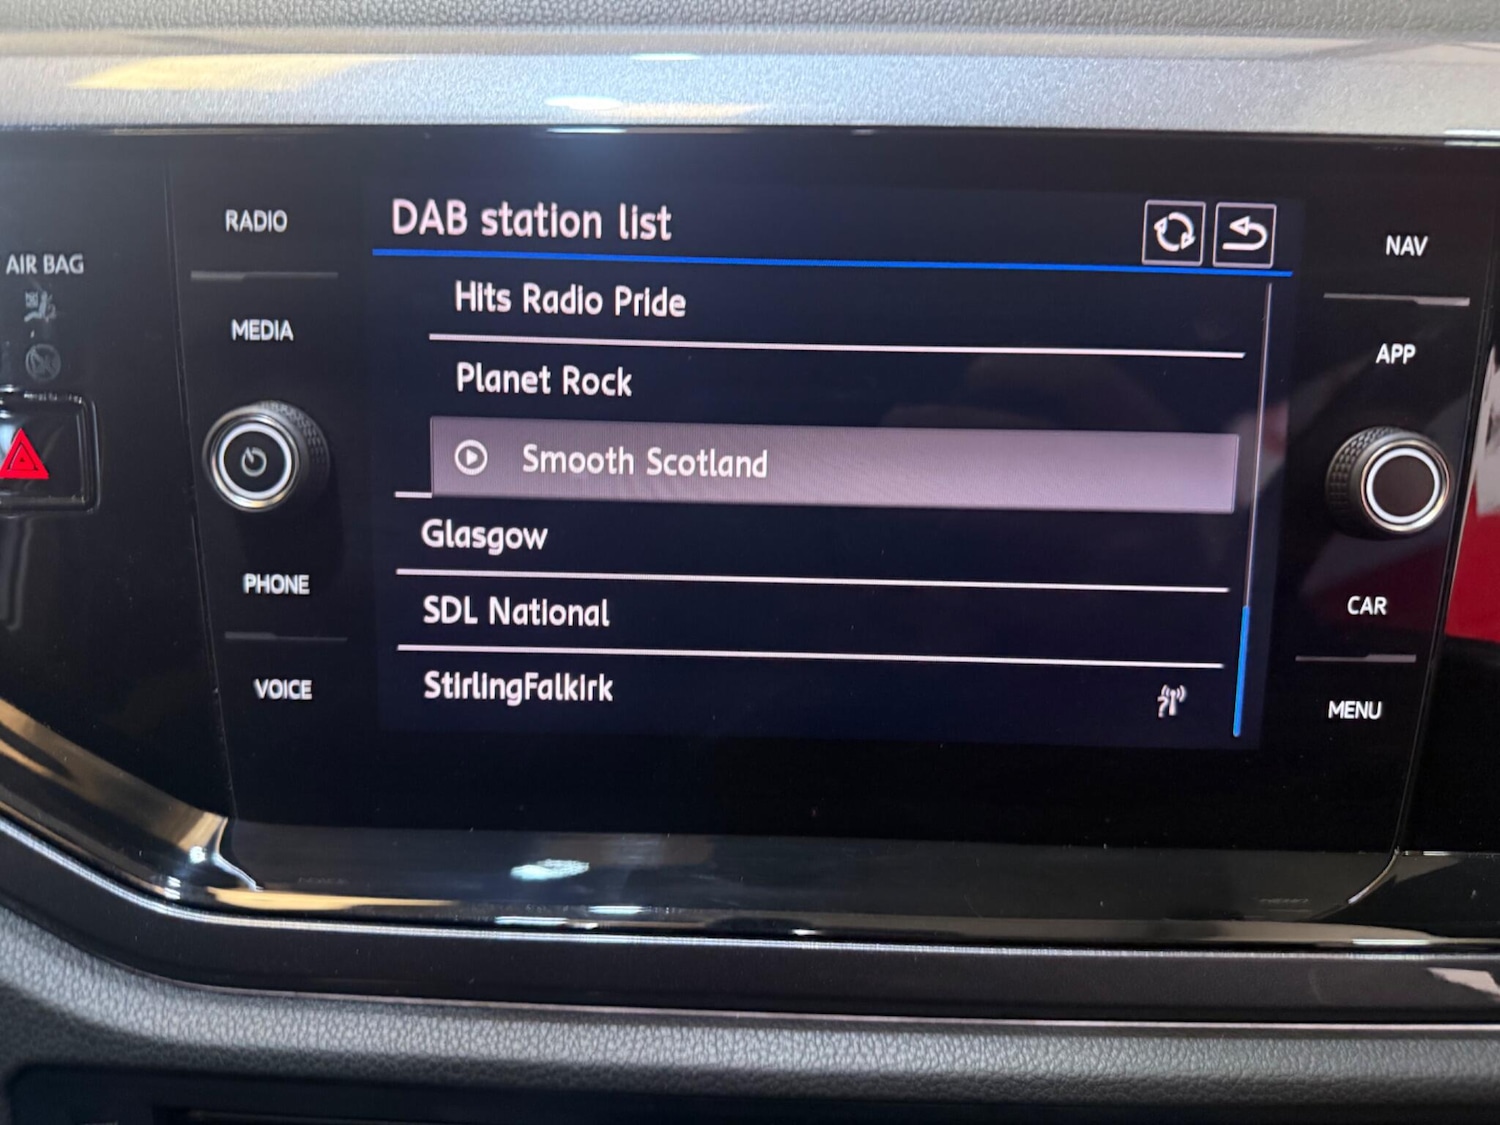 RADIO
AIR BAG
MEDIA
PHONE
VOICE
DAB station list
Hits Radio Pride
Planet Rock
Smooth Scotland
Glasgow
SDL National
StirlingFalkirk
NAV
APP
CAR
MENU